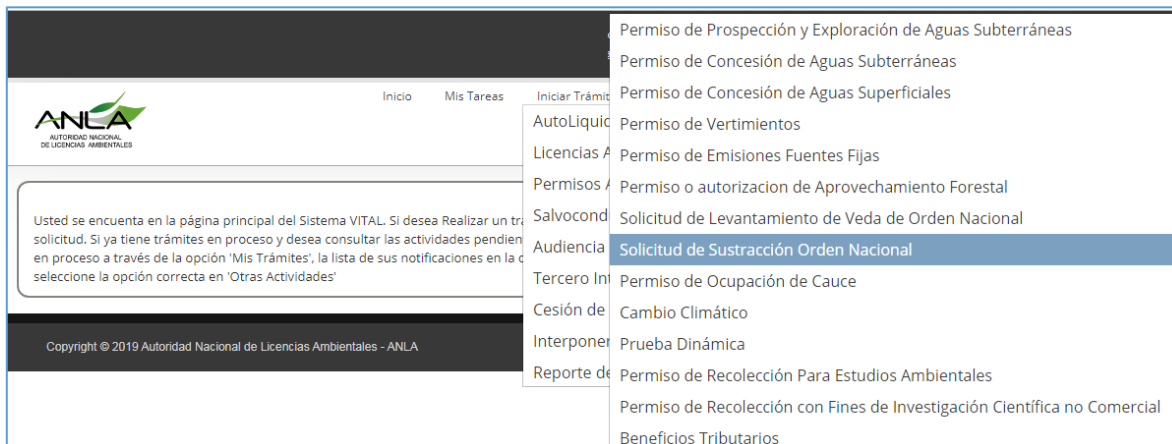 Inicio Mis Tareas Iniciar Trámit
ANLA
AUTORIDAD NACIONAL
DE LICENCIAS AMBIENTALES
Usted se encuenta en la página principal del Sistema VITAL. Si desea Realizar un tra
solicitud. Si ya tiene trámites en proceso y desea consultar las actividades pendien
en proceso a través de la opción 'Mis Trámites', la lista de sus notificaciones en la
seleccione la opción correcta en 'Otras Actividades'
Copyright © 2019 Autoridad Nacional de Licencias Ambientales - ANLA
AutoLiquid
Licencias A
Permisos A
Salvocond
Audiencia
Tercero Int
Cesión de
Interponer
Reporte de
Permiso de Prospección y Exploración de Aguas Subterráneas
Permiso de Concesión de Aguas Subterráneas
Permiso de Concesión de Aguas Superficiales
Permiso de Vertimientos
Permiso de Emisiones Fuentes Fijas
Permiso o autorizacion de Aprovechamiento Forestal
Solicitud de Levantamiento de Veda de Orden Nacional
Solicitud de Sustracción Orden Nacional
Permiso de Ocupación de Cauce
Cambio Climático
Prueba Dinámica
Permiso de Recolección Para Estudios Ambientales
Permiso de Recolección con Fines de Investigación Científica no Comercial
Beneficios Tributarios